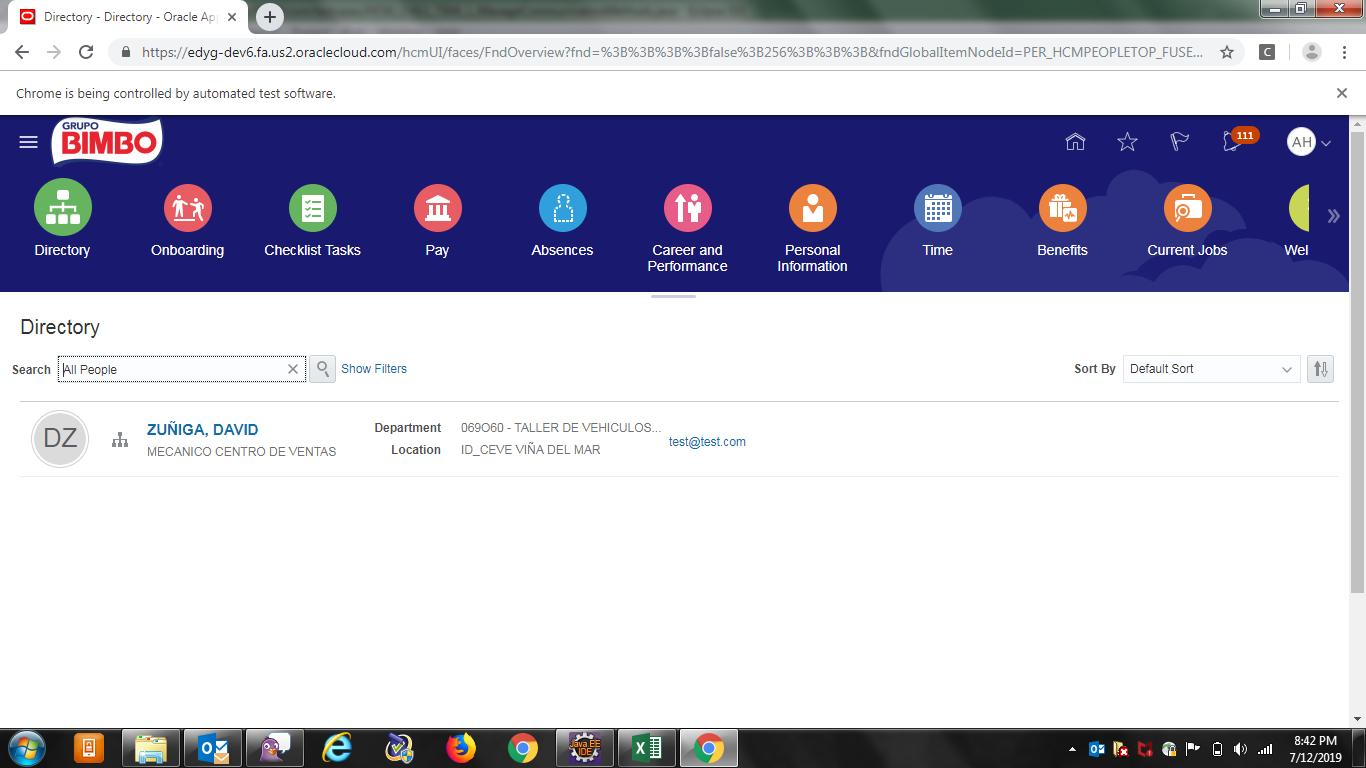 Directory - Directory - Oracle Ap
https://edyg-dev6.fa.us2.oraclecloud.com/hcmUI/faces/FndOverview?fnd=%3B%3B%3B%3Bfalse%3B256%3B%3B%3B&fndGlobalItemNodeId=PER_HCMPEOPLETOP_FUSE...
C
Chrome is being controlled by automated test software.
GRUPO
BIMBO
111
AH
Directory
Onboarding
Checklist Tasks
Pay
Absences
Career and
Performance
Personal
Information
Time
Benefits
Current Jobs
Wel
Directory
Search
All People
Show Filters
Sort By
Default Sort
DZ
ZUÑIGA, DAVID
MECANICO CENTRO DE VENTAS
Department
069O60 - TALLER DE VEHICULOS...
Location
ID_CEVE VIÑA DEL MAR
test@test.com
Java EE
IDE
8:42 PM
7/12/2019